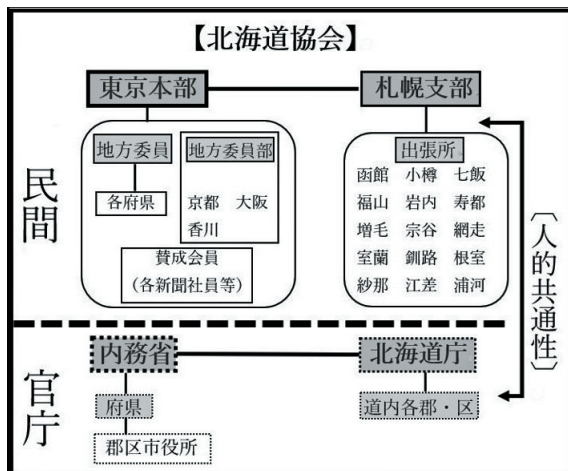 【北海道協会】
東京本部
札幌支部
民間
地方委員
各府県
地方委員部
京都 大阪
香川
賛成会員
(各新聞社員等)
出張所
函館 小樽 七飯
福山 岩内 寿都
増毛 宗谷 網走
室蘭 釧路 根室
紗那 江差 浦河
〔人的共通性〕
官庁
内務省
北海道庁
府県
郡区市役所
道内各郡・区